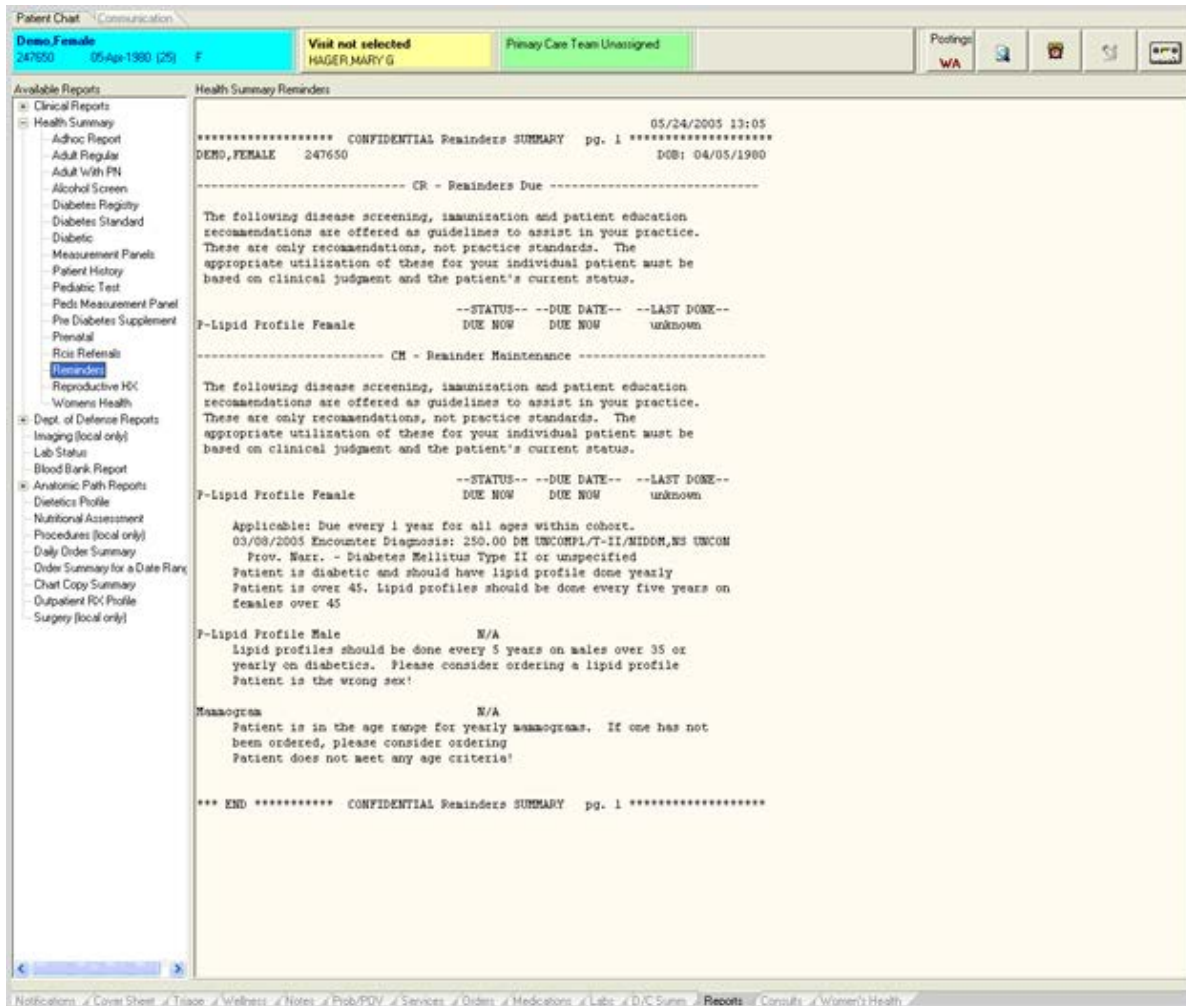 Patient Chart Communication
Demo,Female
247650 05-Apr-1980 (25) F
Visit not selected
HAGER,MARY G
Primary Care Team Unassigned
Postings
WA
Available Reports
Clinical Reports
Health Summary
Adhoc Report
Adult Regular
Adult With PN
Alcohol Screen
Diabetes Registry
Diabetes Standard
Diabetic
Measurement Panels
Patient History
Pediatric Test
Peds Measurement Panel
Pre Diabetes Supplement
Prenatal
Rcis Referrals
Reminders
Reproductive HX
Womens Health
Dept. of Defense Reports
Imaging (local only)
Lab Status
Blood Bank Report
Anatomic Path Reports
Dietetics Profile
Nutritional Assessment
Procedures (local only)
Daily Order Summary
Order Summary for a Date Rang
Chart Copy Summary
Outpatient RX Profile
Surgery (local only)
Health Summary Reminders
05/24/2005 13:05
******************* CONFIDENTIAL Reminders SUMMARY pg. 1 ********************
DEMO,FEMALE 247650 DOB: 04/05/1980
---------------------------- CR - Reminders Due ----------------------------
The following disease screening, immunization and patient education
recommendations are offered as guidelines to assist in your practice.
These are only recommendations, not practice standards. The
appropriate utilization of these for your individual patient must be
based on clinical judgment and the patient's current status.
--STATUS-- --DUE DATE-- --LAST DONE--
P-Lipid Profile Female DUE NOW DUE NOW unknown
------------------------- CM - Reminder Maintenance -------------------------
The following disease screening, immunization and patient education
recommendations are offered as guidelines to assist in your practice.
These are only recommendations, not practice standards. The
appropriate utilization of these for your individual patient must be
based on clinical judgment and the patient's current status.
--STATUS-- --DUE DATE-- --LAST DONE--
P-Lipid Profile Female DUE NOW DUE NOW unknown
Applicable: Due every 1 year for all ages within cohort.
03/08/2005 Encounter Diagnosis: 250.00 DM UNCOMPL/T-II/NIDDM,NS UNCON
Prov. Narr. - Diabetes Mellitus Type II or unspecified
Patient is diabetic and should have lipid profile done yearly
Patient is over 45. Lipid profiles should be done every five years on
females over 45
P-Lipid Profile Male N/A
Lipid profiles should be done every 5 years on males over 35 or
yearly on diabetics. Please consider ordering a lipid profile
Patient is the wrong sex!
Mammogram N/A
Patient is in the age range for yearly mammograms. If one has not
been ordered, please consider ordering
Patient does not meet any age criteria!
*** END *********** CONFIDENTIAL Reminders SUMMARY pg. 1 *******************
Notifications Cover Sheet Triage Wellness Notes Prob/POV Services Orders Medications Labs D/C Summ Reports Consults Women's Health